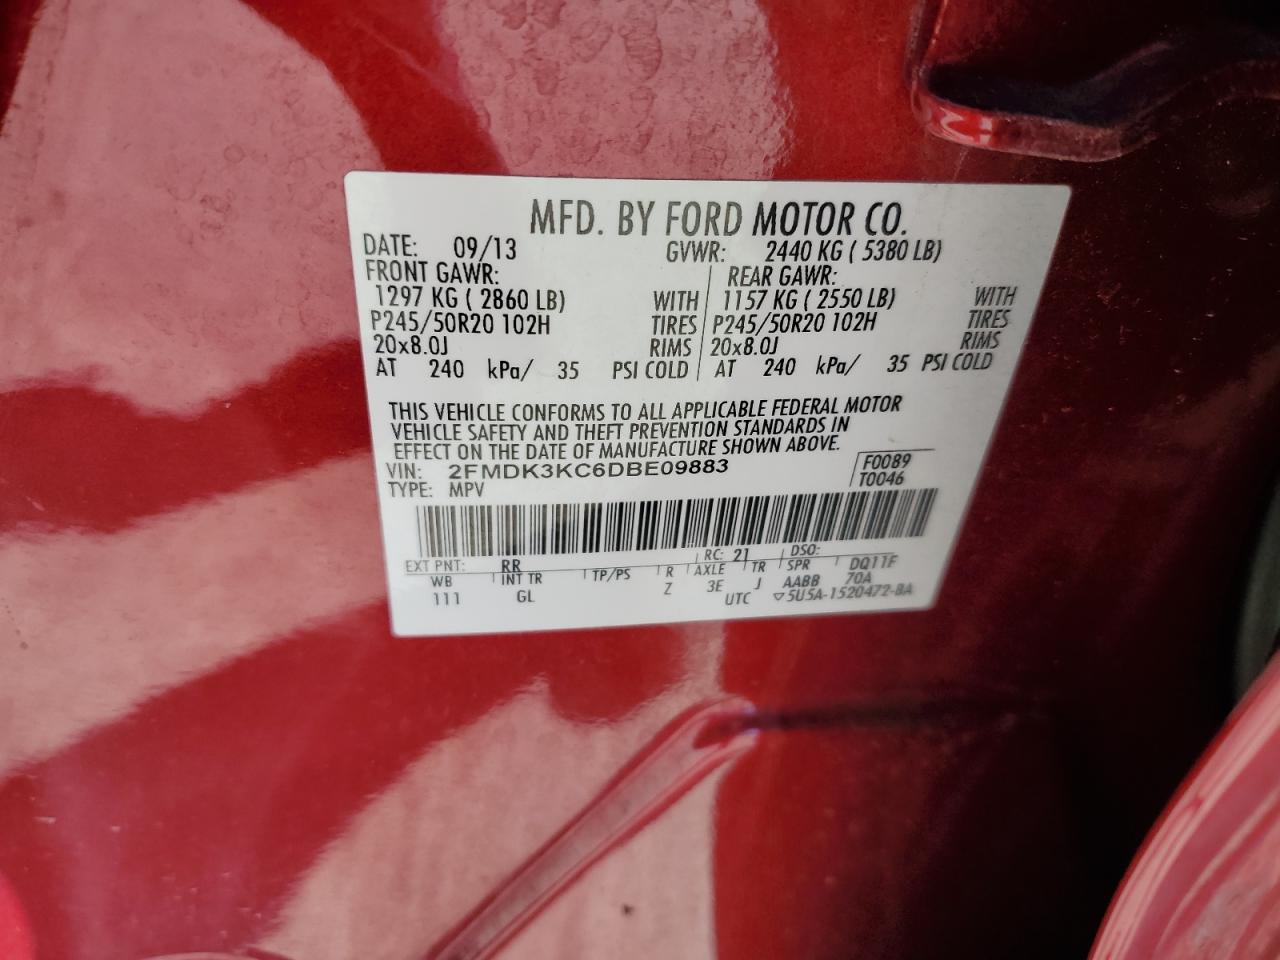 MFD. BY FORD MOTOR CO.
DATE: 09/13 GVWR: 2440 KG ( 5380 LB)
FRONT GAWR: REAR GAWR:
1297 KG ( 2860 LB) WITH 1157 KG ( 2550 LB) WITH
P245/50R20 102H TIRES P245/50R20 102H TIRES
20x8.0J RIMS 20x8.0J RIMS
AT 240 kPa/ 35 PSI COLD AT 240 kPa/ 35 PSI COLD
THIS VEHICLE CONFORMS TO ALL APPLICABLE FEDERAL MOTOR
VEHICLE SAFETY AND THEFT PREVENTION STANDARDS IN
EFFECT ON THE DATE OF MANUFACTURE SHOWN ABOVE.
VIN: 2FMDK3KC6DBE09883 F0089
TYPE: MPV T0046
EXT PNT: RR RC: 21 DSO:
WB INT TR TP/PS R AXLE TR SPR DQ11F
111 GL Z 3E J AABB 70A
UTC ▽5U5A-1520472-BA